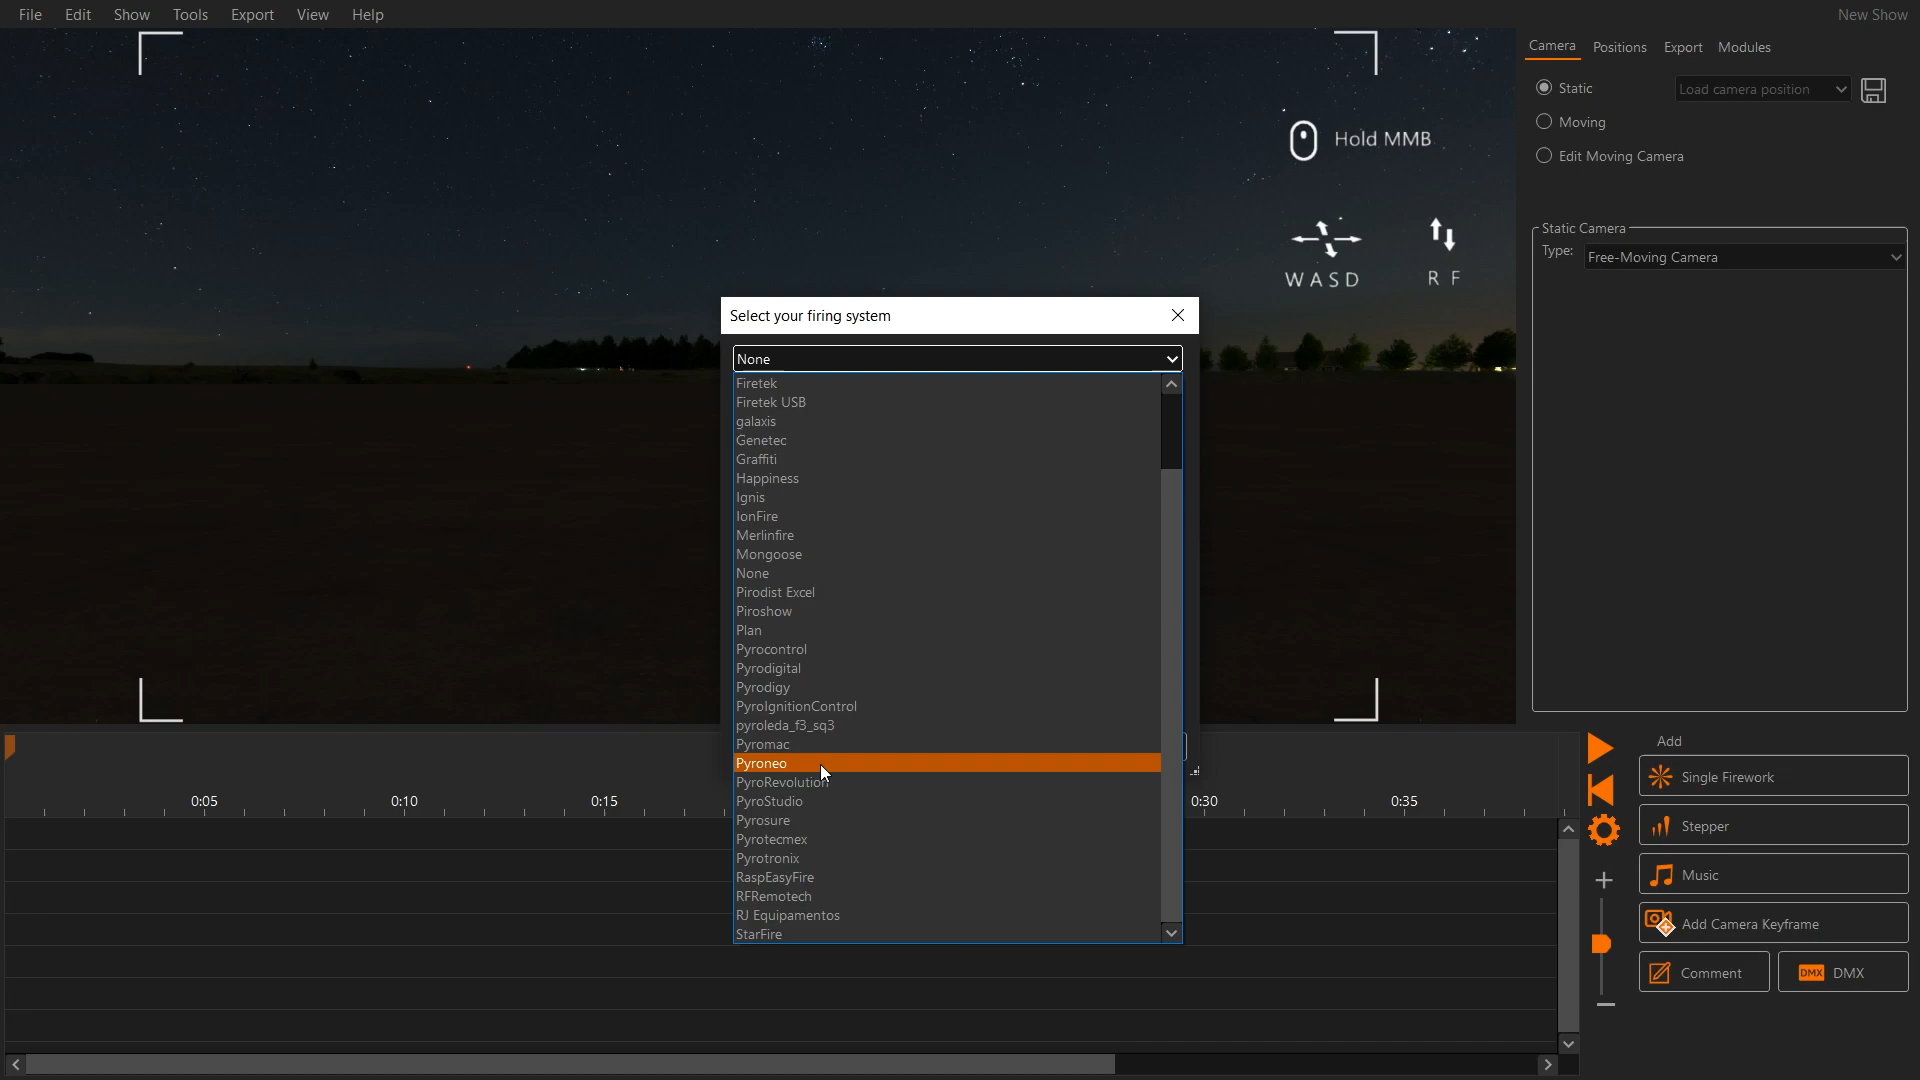 File Edit Show Tools Export View Help New Show
Camera Positions Export Modules
Static Load camera position
Moving
Edit Moving Camera
Hold MMB
W A S D R F
Static Camera
Type: Free-Moving Camera
Select your firing system
None
Firetek
Firetek USB
galaxis
Genetec
Graffiti
Happiness
Ignis
IonFire
Merlinfire
Mongoose
None
Pirodist Excel
Piroshow
Plan
Pyrocontrol
Pyrodigital
Pyrodigy
PyroIgnitionControl
pyroleda_f3_sq3
Pyromac
Pyroneo
PyroRevolution
PyroStudio
Pyrosure
Pyrotecmex
Pyrotronix
RaspEasyFire
RFRemotech
RJ Equipamentos
StarFire
0:05 0:10 0:15 0:30 0:35
Add
Single Firework
Stepper
Music
Add Camera Keyframe
Comment DMX DMX